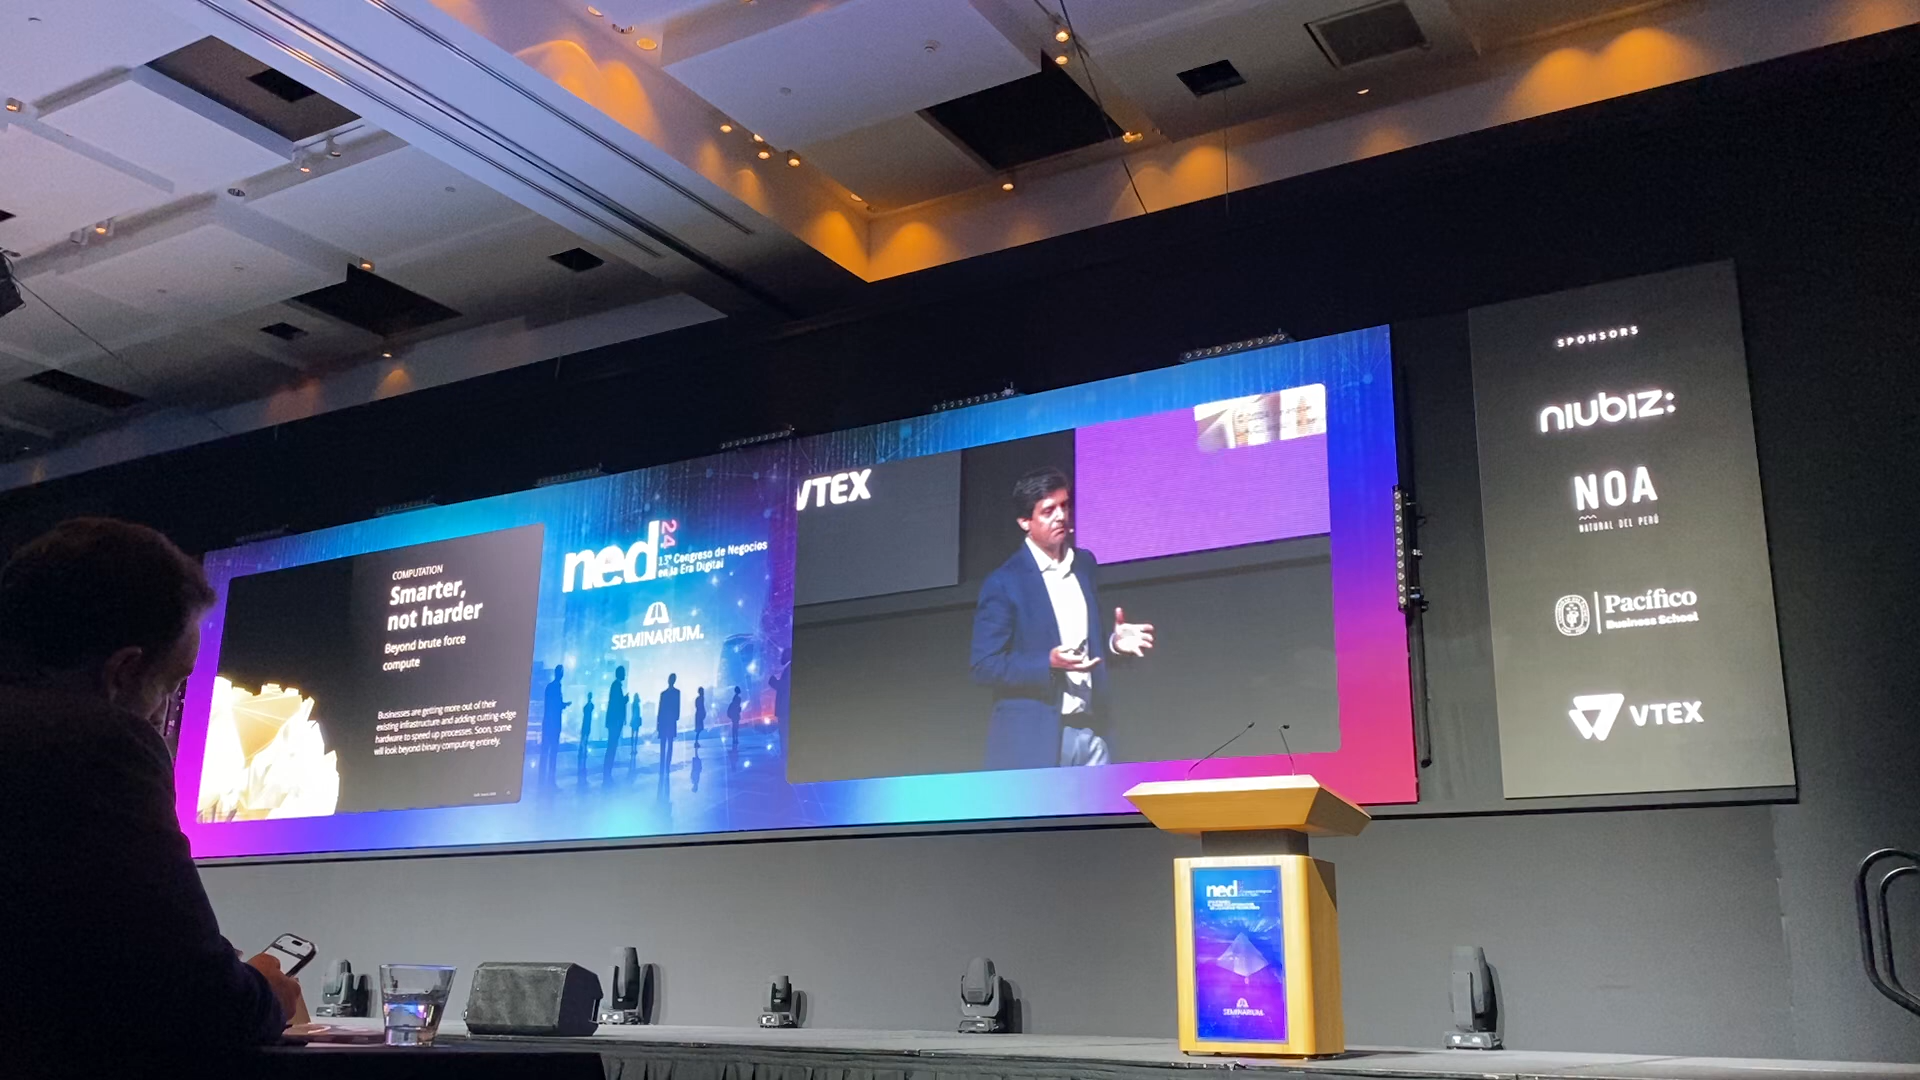 COMPUTATION
Smarter,
not harder
Beyond brute force
compute
Businesses are getting more out of their
existing infrastructure and adding cutting-edge
hardware to speed up processes. Soon, some
will look beyond binary computing entirely.
ned 24
13º Congreso de Negocios
en la Era Digital
SEMINARIUM
VTEX
SPONSORS
niubiz:
NOA
NATURAL DEL PERÚ
Pacífico
Business School
VTEX
ned
SEMINARIUM